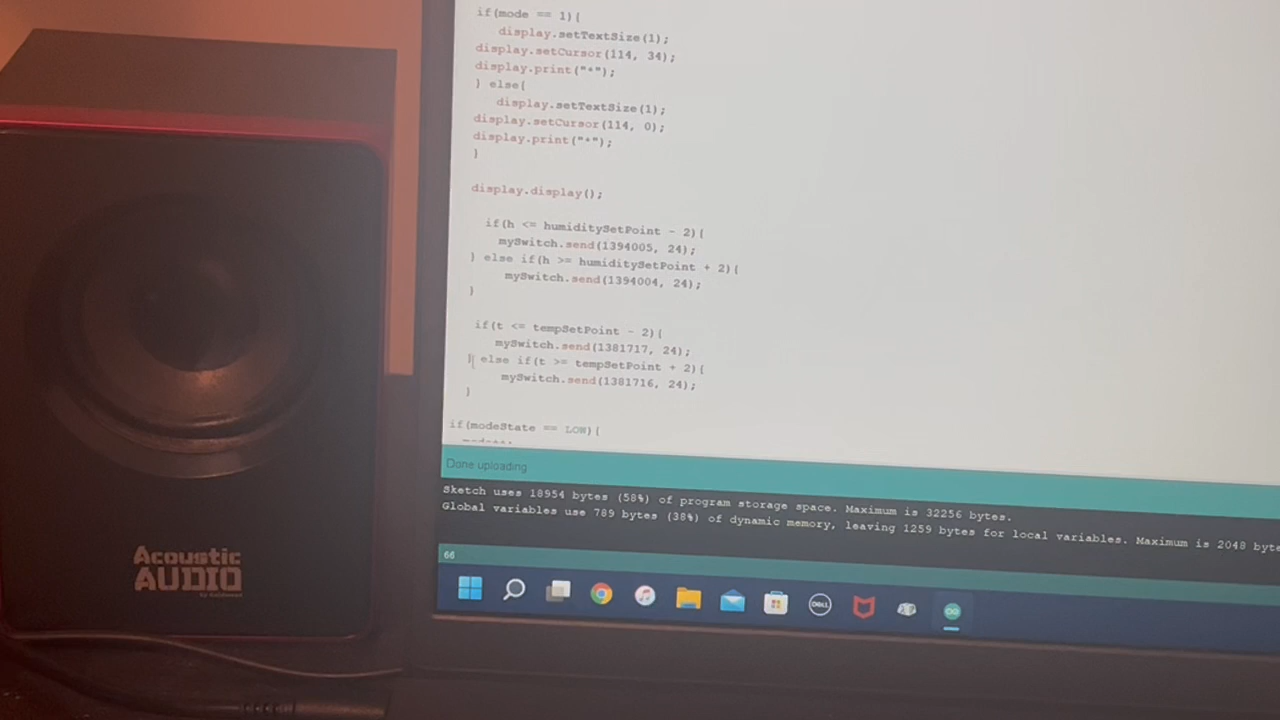 if(mode == 1){
display.setTextSize(1);
display.setCursor(114, 34);
display.print("*");
} else{
display.setTextSize(1);
display.setCursor(114, 0);
display.print("*");
}
display.display();
if(h <= humiditySetPoint - 2){
mySwitch.send(1394005, 24);
} else if(h >= humiditySetPoint + 2){
mySwitch.send(1394004, 24);
}
if(t <= tempSetPoint - 2){
mySwitch.send(1381717, 24);
} else if(t >= tempSetPoint + 2){
mySwitch.send(1381716, 24);
}
if(modeState == LOW){
Done uploading
Sketch uses 18954 bytes (58%) of program storage space. Maximum is 32256 bytes.
Global variables use 789 bytes (38%) of dynamic memory, leaving 1259 bytes for local variables. Maximum is 2048 byte
66
DELL
Acoustic
AUDIO
by Goldwood